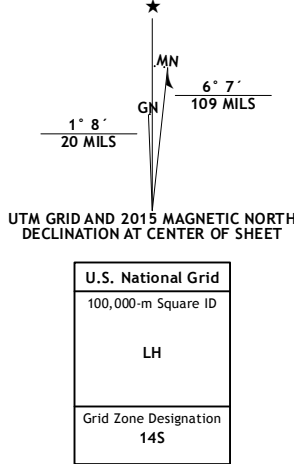 MN
6° 7´
109 MILS
GN
1° 8´
20 MILS
UTM GRID AND 2015 MAGNETIC NORTH
DECLINATION AT CENTER OF SHEET
U.S. National Grid
100,000-m Square ID
LH
Grid Zone Designation
14S